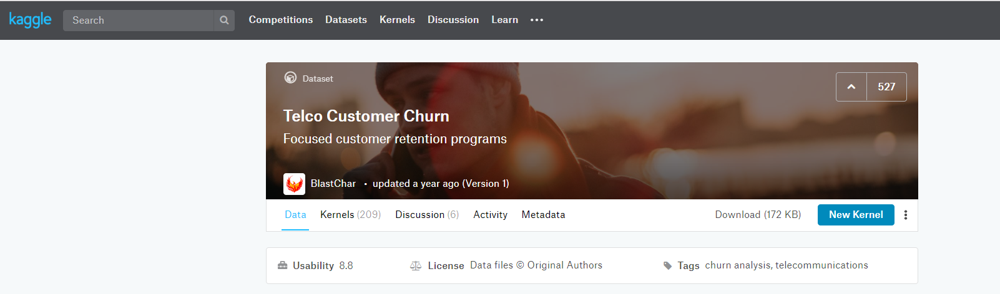 kaggle Search Competitions Datasets Kernels Discussion Learn •••
Dataset
527
Telco Customer Churn
Focused customer retention programs
BlastChar • updated a year ago (Version 1)
Data Kernels (209) Discussion (6) Activity Metadata Download (172 KB) New Kernel
Usability 8.8 License Data files © Original Authors Tags churn analysis, telecommunications